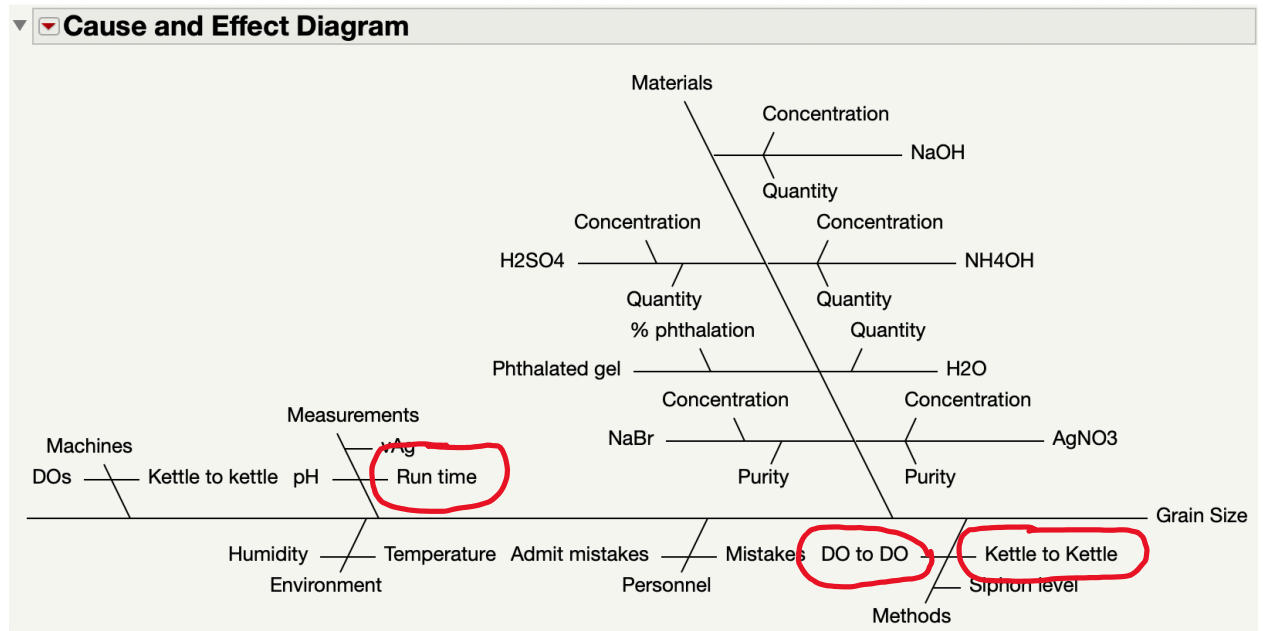 Cause and Effect Diagram
Materials
Concentration
NaOH
Quantity
Concentration Concentration
H2SO4 NH4OH
Quantity Quantity
% phthalation Quantity
Phthalated gel H2O
Concentration Concentration
Measurements
NaBr AgNO3
Machines vAg
DOs Kettle to kettle pH Run time Purity Purity
Grain Size
Humidity Temperature Admit mistakes Mistakes DO to DO Kettle to Kettle
Environment Personnel Siphon level
Methods